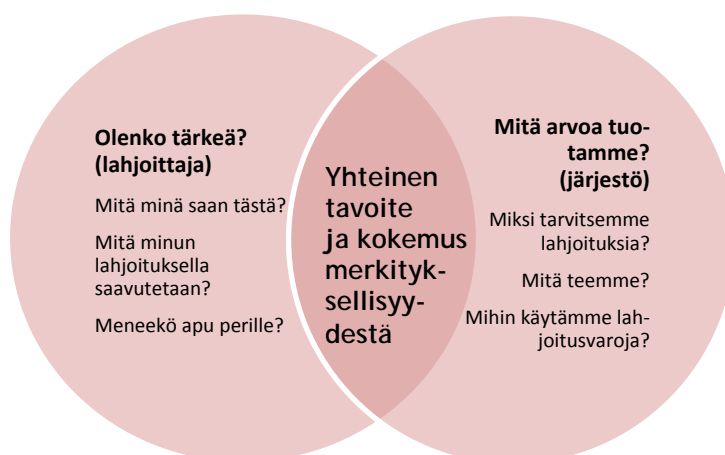 Olenko tärkeä?
(lahjoittaja)
Mitä minä saan tästä?
Mitä minun
lahjoituksella
saavutetaan?
Meneekö apu perille?
Yhteinen
tavoite
ja kokemus
merkityk-
sellisyy-
destä
Mitä arvoa tuo-
tamme?
(järjestö)
Miksi tarvitsemme
lahjoituksia?
Mitä teemme?
Mihin käytämme lah-
joitusvaroja?